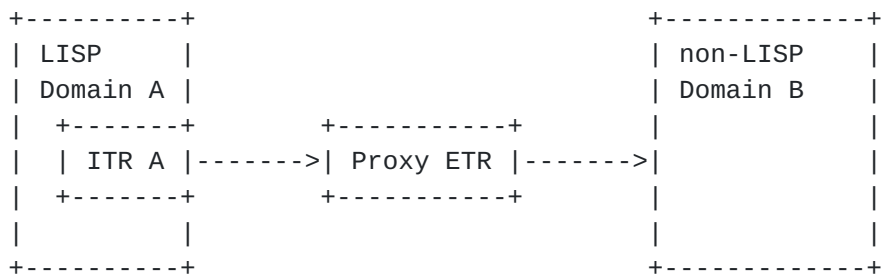 +----------+                           +-------------+
| LISP     |                           | non-LISP    |
| Domain A |                           | Domain B    |
|  +-------+       +-----------+       |             |
|  | ITR A |------->| Proxy ETR |------->|             |
|  +-------+       +-----------+       |             |
|          |                           |             |
+----------+                           +-------------+